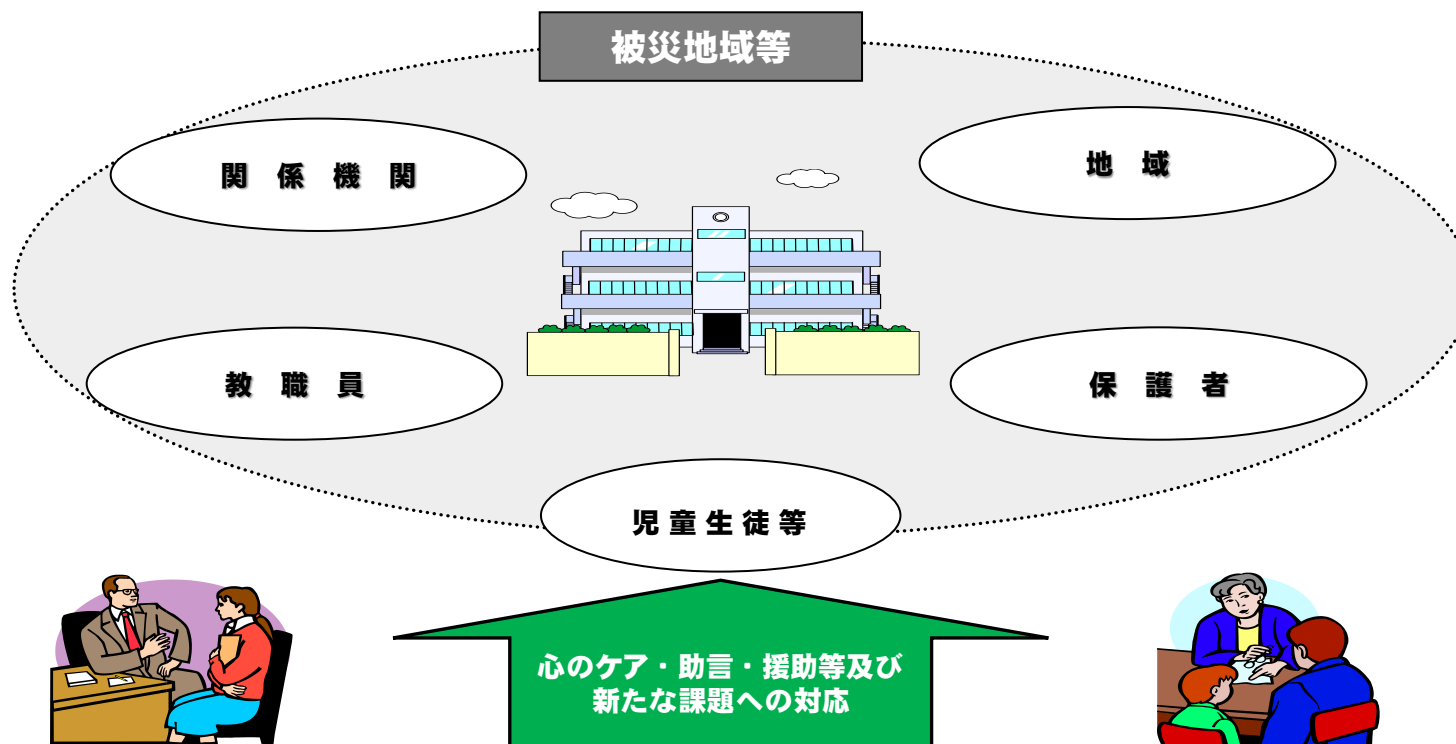 被災地域等
関係機関
地域
教職員
保護者
児童生徒等
心のケア・助言・援助等及び
新たな課題への対応